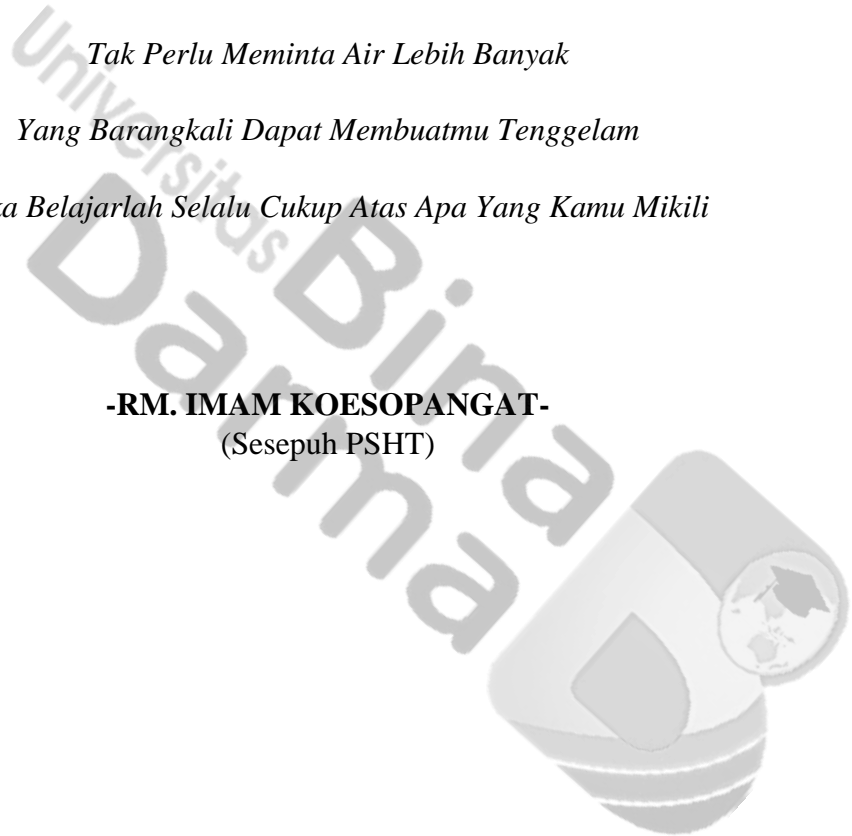 Tak Perlu Meminta Air Lebih Banyak
Yang Barangkali Dapat Membuatmu Tenggelam
Belajarlah Selalu Cukup Atas Apa Yang Kamu Mikili
-RM. IMAM KOESOPANGAT-
(Sesepuh PSHT)
Universitas
Bina
Darma